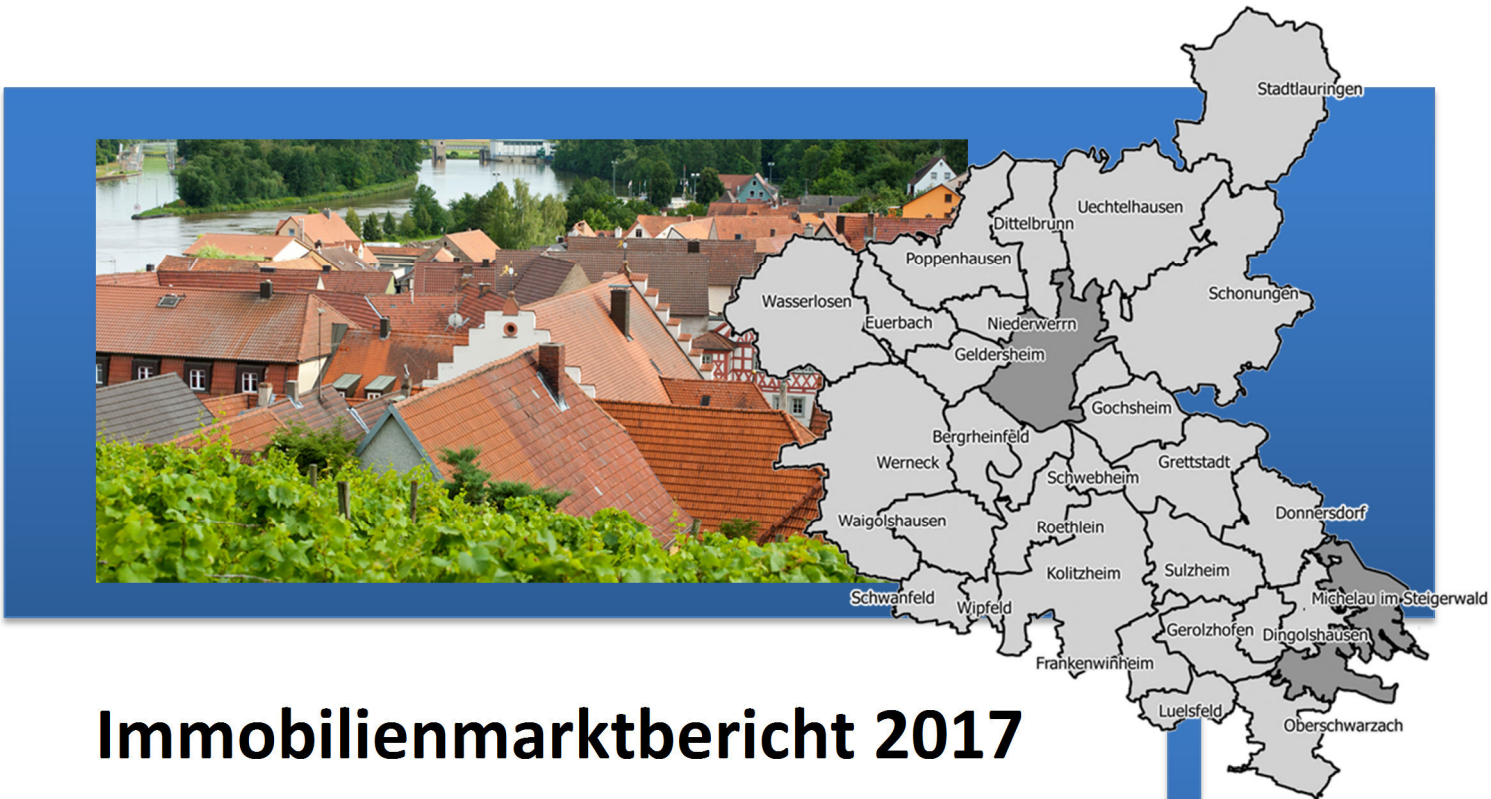 Stadtlauringen
Uechtelhausen
Dittelbrunn
Poppenhausen
Schonungen
Wasserlosen
Euerbach
Niederwerrn
Geldersheim
Gochsheim
Bergrheinfeld
Werneck
Grettstadt
Schwebheim
Donnersdorf
Waigolshausen
Roethlein
Kolitzheim
Sulzheim
Schwanfeld
Wipfeld
Michelau im Steigerwald
Gerolzhofen
Dingolshausen
Frankenwinheim
Luelsfeld
Oberschwarzach
Immobilienmarktbericht 2017